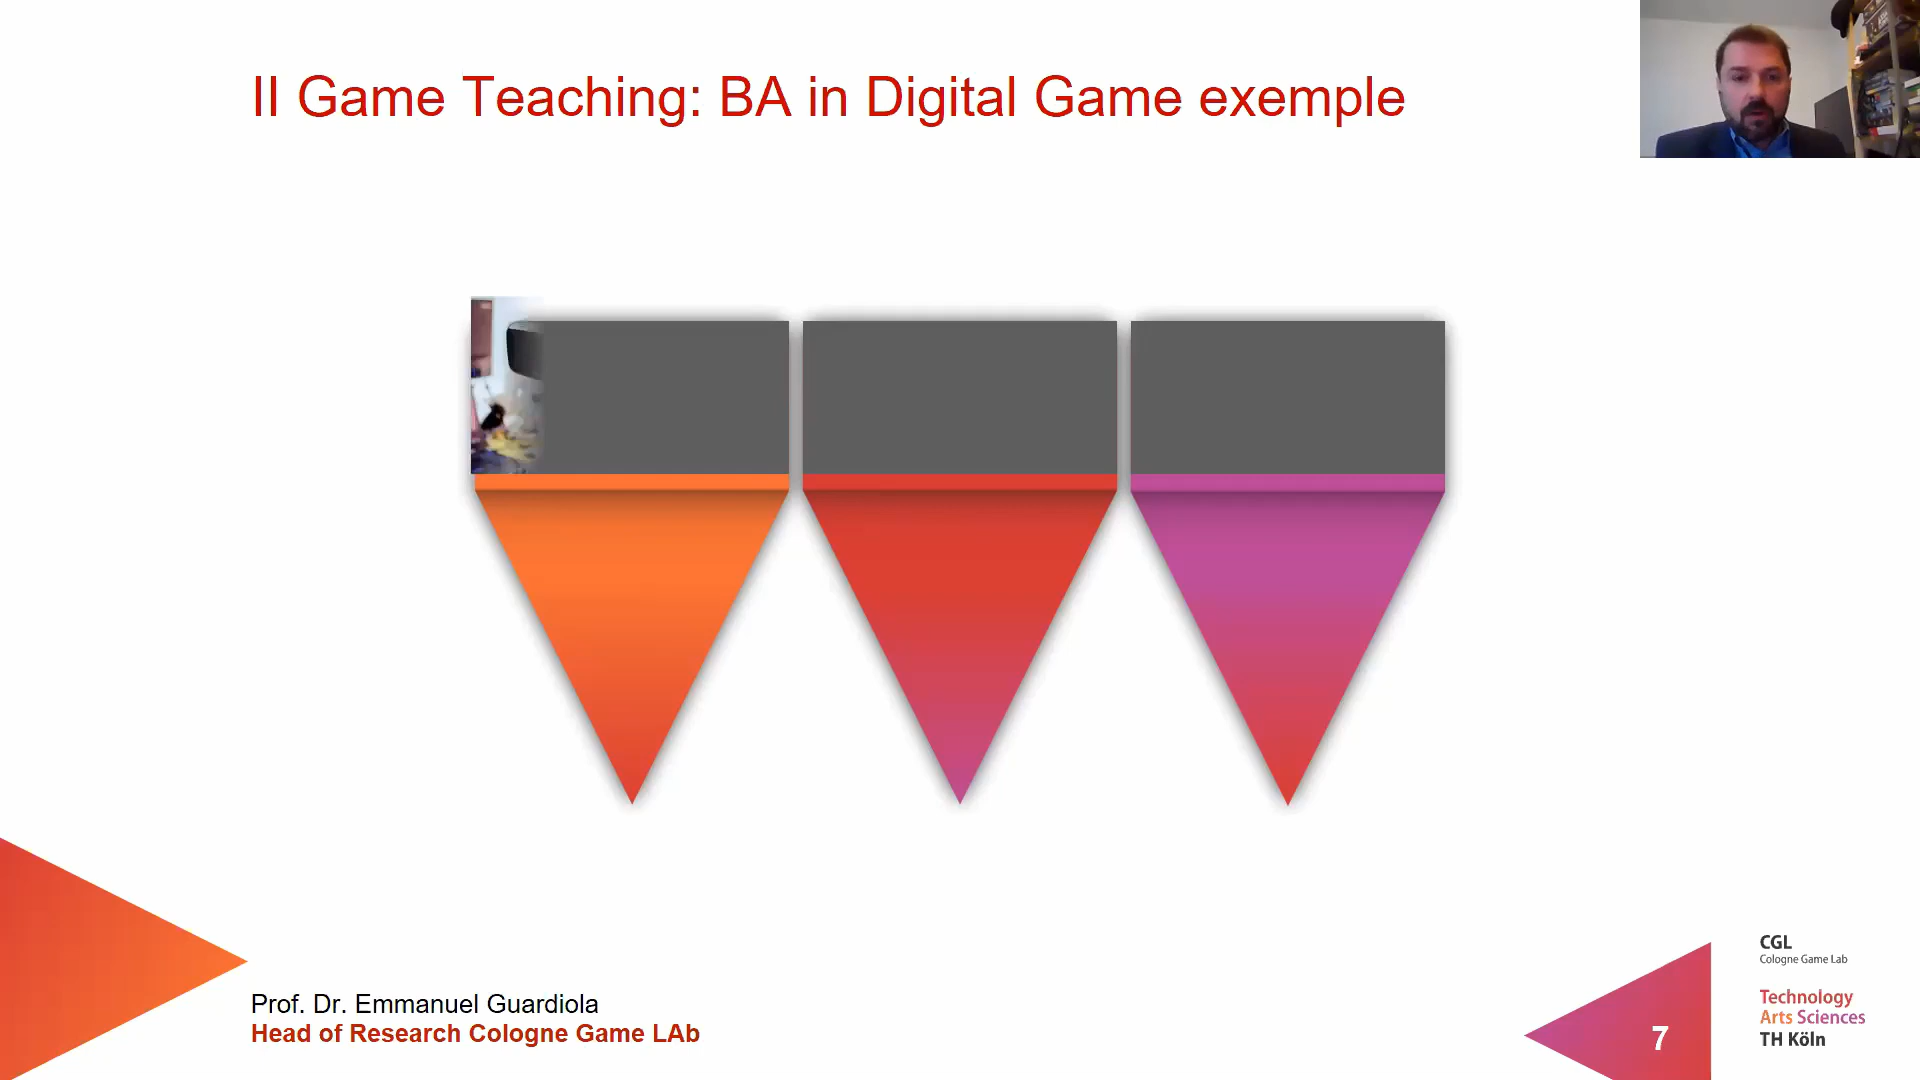 II Game Teaching: BA in Digital Game exemple
Prof. Dr. Emmanuel Guardiola
Head of Research Cologne Game LAb
7
CGL
Cologne Game Lab
Technology
Arts Sciences
TH Köln